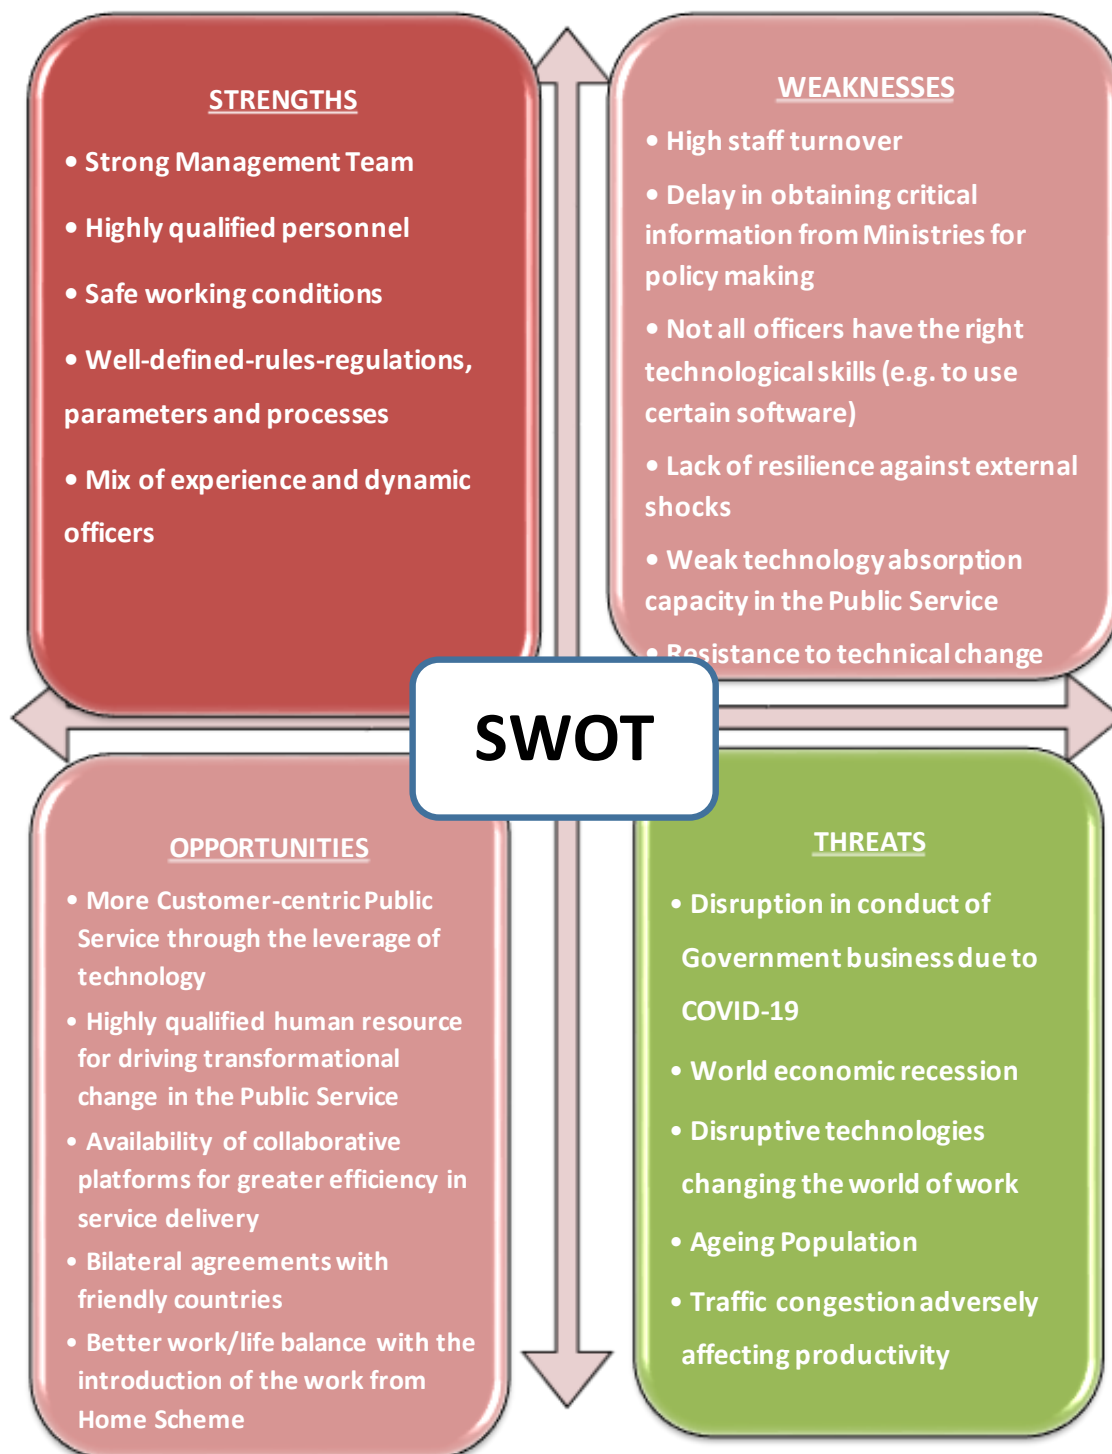 STRENGTHS
• Strong Management Team
• Highly qualified personnel
• Safe working conditions
• Well-defined-rules-regulations,
parameters and processes
• Mix of experience and dynamic
officers
WEAKNESSES
• High staff turnover
• Delay in obtaining critical
information from Ministries for
policy making
• Not all officers have the right
technological skills (e.g. to use
certain software)
• Lack of resilience against external
shocks
• Weak technology absorption
capacity in the Public Service
• Resistance to technical change
SWOT
OPPORTUNITIES
• More Customer-centric Public
Service through the leverage of
technology
• Highly qualified human resource
for driving transformational
change in the Public Service
• Availability of collaborative
platforms for greater efficiency in
service delivery
• Bilateral agreements with
friendly countries
• Better work/life balance with the
introduction of the work from
Home Scheme
THREATS
• Disruption in conduct of
Government business due to
COVID-19
• World economic recession
• Disruptive technologies
changing the world of work
• Ageing Population
• Traffic congestion adversely
affecting productivity